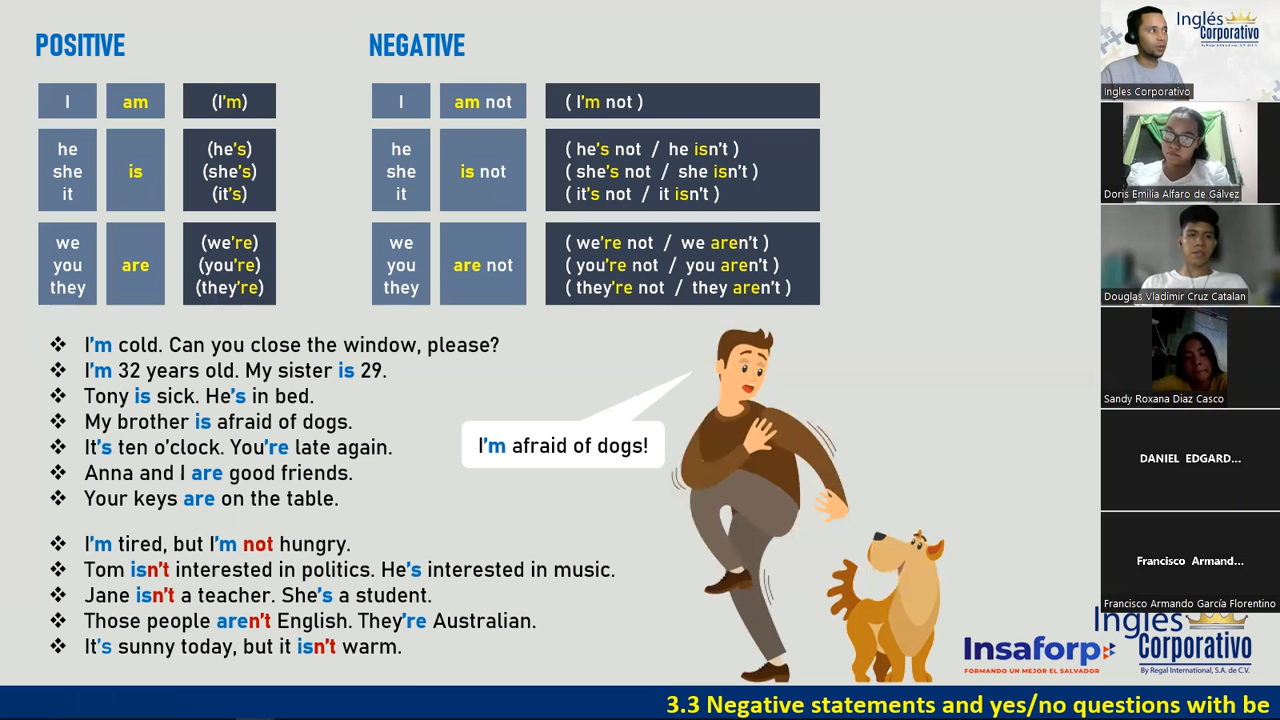 POSITIVE
I am (I'm)
he
she
it
is
(he's)
(she's)
(it's)
we
you
they
are
(we're)
(you're)
(they're)
NEGATIVE
I am not ( I'm not )
he
she
it
is not
( he's not / he isn't )
( she's not / she isn't )
( it's not / it isn't )
we
you
they
are not
( we're not / we aren't )
( you're not / you aren't )
( they're not / they aren't )
❖ I'm cold. Can you close the window, please?
❖ I'm 32 years old. My sister is 29.
❖ Tony is sick. He's in bed.
❖ My brother is afraid of dogs.
❖ It's ten o'clock. You're late again.
❖ Anna and I are good friends.
❖ Your keys are on the table.
I'm afraid of dogs!
❖ I'm tired, but I'm not hungry.
❖ Tom isn't interested in politics. He's interested in music.
❖ Jane isn't a teacher. She's a student.
❖ Those people aren't English. They're Australian.
❖ It's sunny today, but it isn't warm.
Insaforp
FORMANDO UN MEJOR EL SALVADOR
Inglés
Corporativo
By Regal International, S.A. de C.V.
3.3 Negative statements and yes/no questions with be
Inglés
Corporativo
By Regal International, S.A. de C.V.
Ingles Corporativo
Doris Emilia Alfaro de Gálvez
Douglas Vladimir Cruz Catalan
Sandy Roxana Diaz Casco
DANIEL EDGARD...
Francisco Armand...
Francisco Armando García Florentino